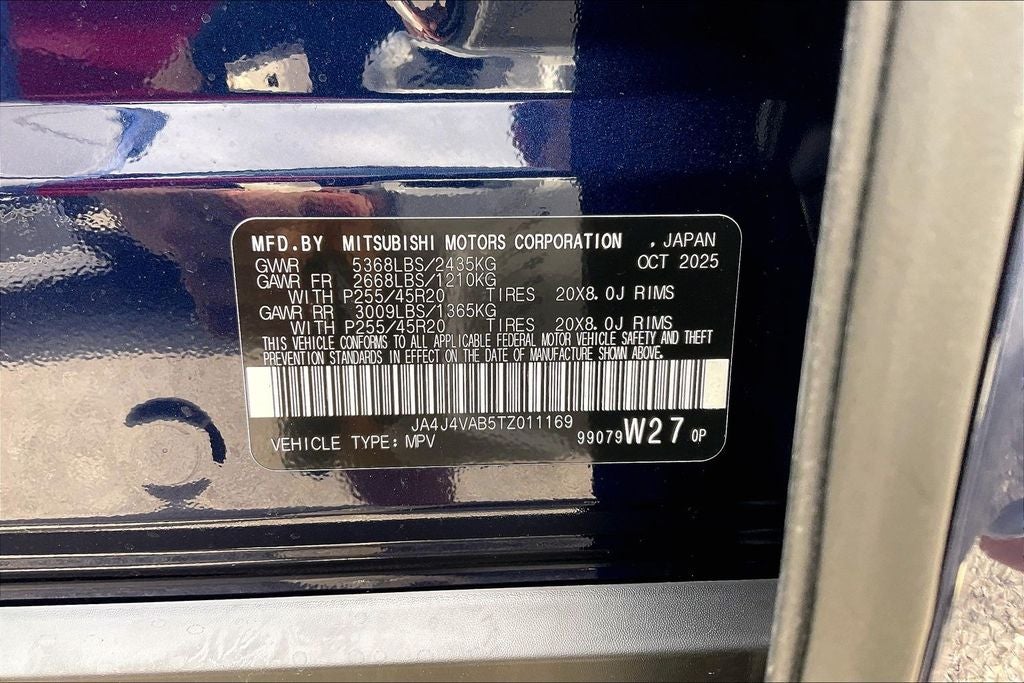 MFD.BY MITSUBISHI MOTORS CORPORATION , JAPAN
GVWR 5368LBS/2435KG OCT 2025
GAWR FR 2668LBS/1210KG
WITH P255/45R20 TIRES 20X8.0J RIMS
GAWR RR 3009LBS/1365KG
WITH P255/45R20 TIRES 20X8.0J RIMS
THIS VEHICLE CONFORMS TO ALL APPLICABLE FEDERAL MOTOR VEHICLE SAFETY AND THEFT
PREVENTION STANDARDS IN EFFECT ON THE DATE OF MANUFACTURE SHOWN ABOVE.
JA4J4VAB5TZ011169
VEHICLE TYPE: MPV 99079 W27 0P